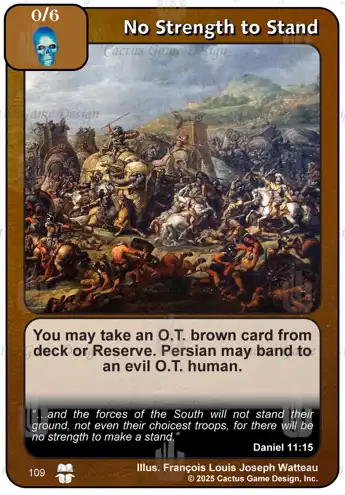 0/6
No Strength to Stand
Cactus Game Design
You may take an O.T. brown card from
deck or Reserve. Persian may band to
an evil O.T. human.
"...and the forces of the South will not stand their
ground, not even their choicest troops, for there will be
no strength to make a stand."
Daniel 11:15
109
Illus. François Louis Joseph Watteau
© 2025 Cactus Game Design, Inc.